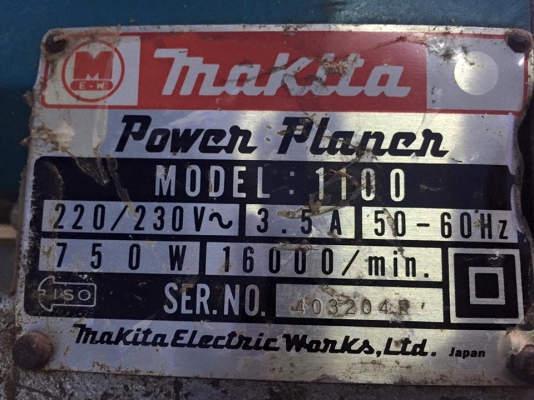 M
E.W
makita
Power Planer
MODEL: 1100
220/230V~ 3.5A 50-60Hz
750W 16000/min.
ISO
SER.NO. 403204R
Makita Electric Works, Ltd. Japan